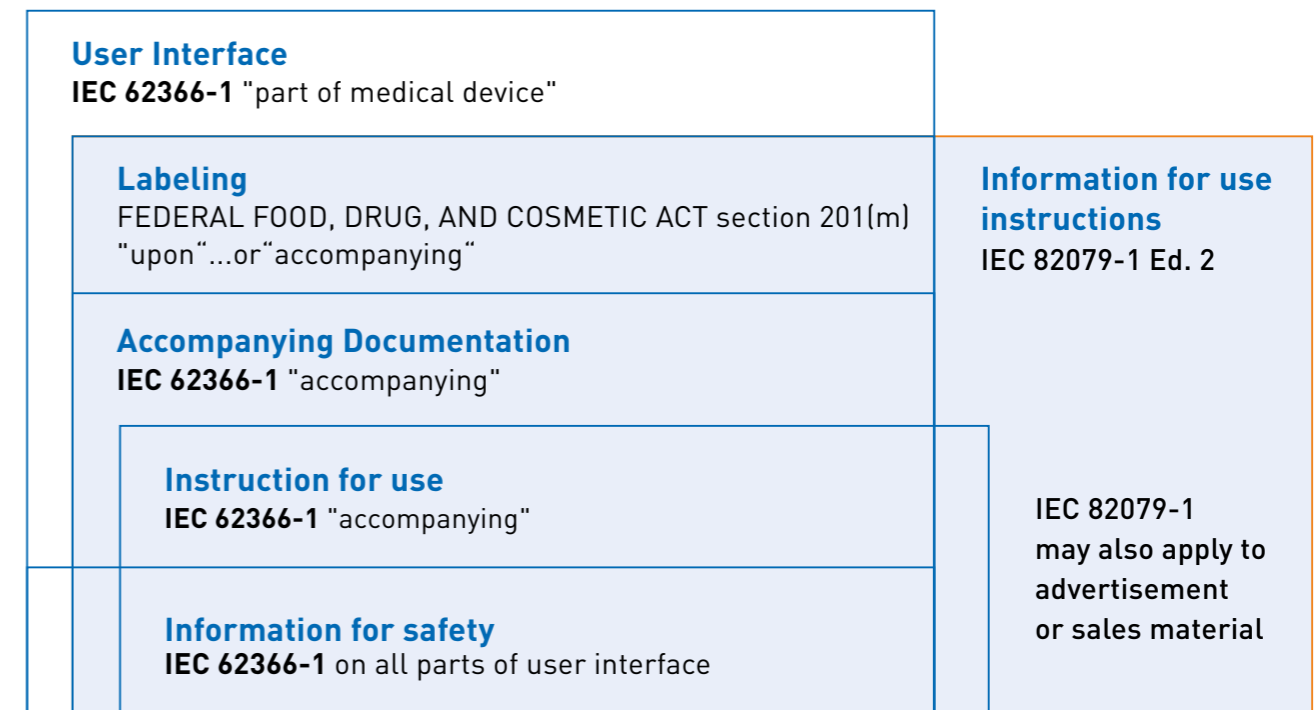 User Interface
IEC 62366-1 "part of medical device"
Labeling
FEDERAL FOOD, DRUG, AND COSMETIC ACT section 201(m)
"upon“...or“accompanying“
Information for use
instructions
IEC 82079-1 Ed. 2
Accompanying Documentation
IEC 62366-1 "accompanying"
Instruction for use
IEC 62366-1 "accompanying"
IEC 82079-1
may also apply to
advertisement
or sales material
Information for safety
IEC 62366-1 on all parts of user interface